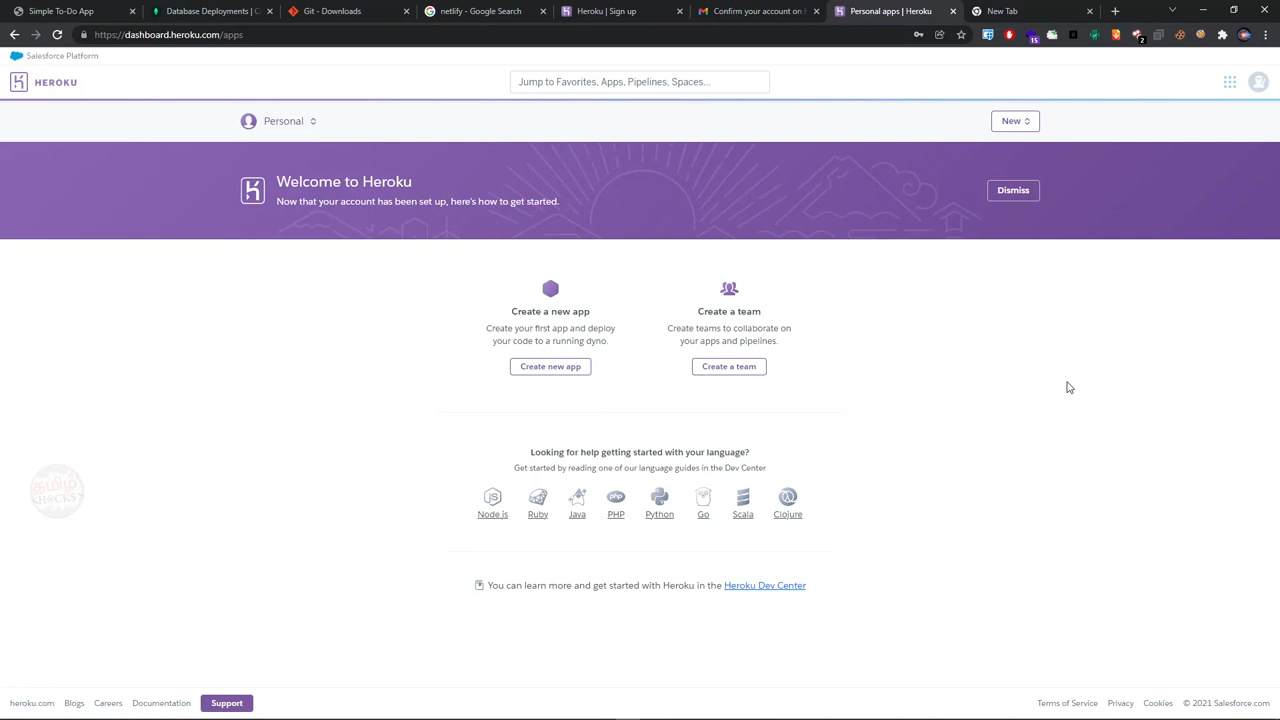 Simple To-Do App
Database Deployments | C
Git - Downloads
netlify - Google Search
Heroku | Sign up
Confirm your account on
Personal apps | Heroku
New Tab
https://dashboard.heroku.com/apps
15
2
Salesforce Platform
HEROKU
Jump to Favorites, Apps, Pipelines, Spaces...
Personal
New
Welcome to Heroku
Now that your account has been set up, here's how to get started.
Dismiss
Create a new app
Create your first app and deploy
your code to a running dyno.
Create new app
Create a team
Create teams to collaborate on
your apps and pipelines.
Create a team
Looking for help getting started with your language?
Get started by reading one of our language guides in the Dev Center
JS
php
Node.js
Ruby
Java
PHP
Python
Go
Scala
Clojure
தமிழ்
CHOCKS
You can learn more and get started with Heroku in the Heroku Dev Center
heroku.com
Blogs
Careers
Documentation
Support
Terms of Service
Privacy
Cookies
© 2021 Salesforce.com